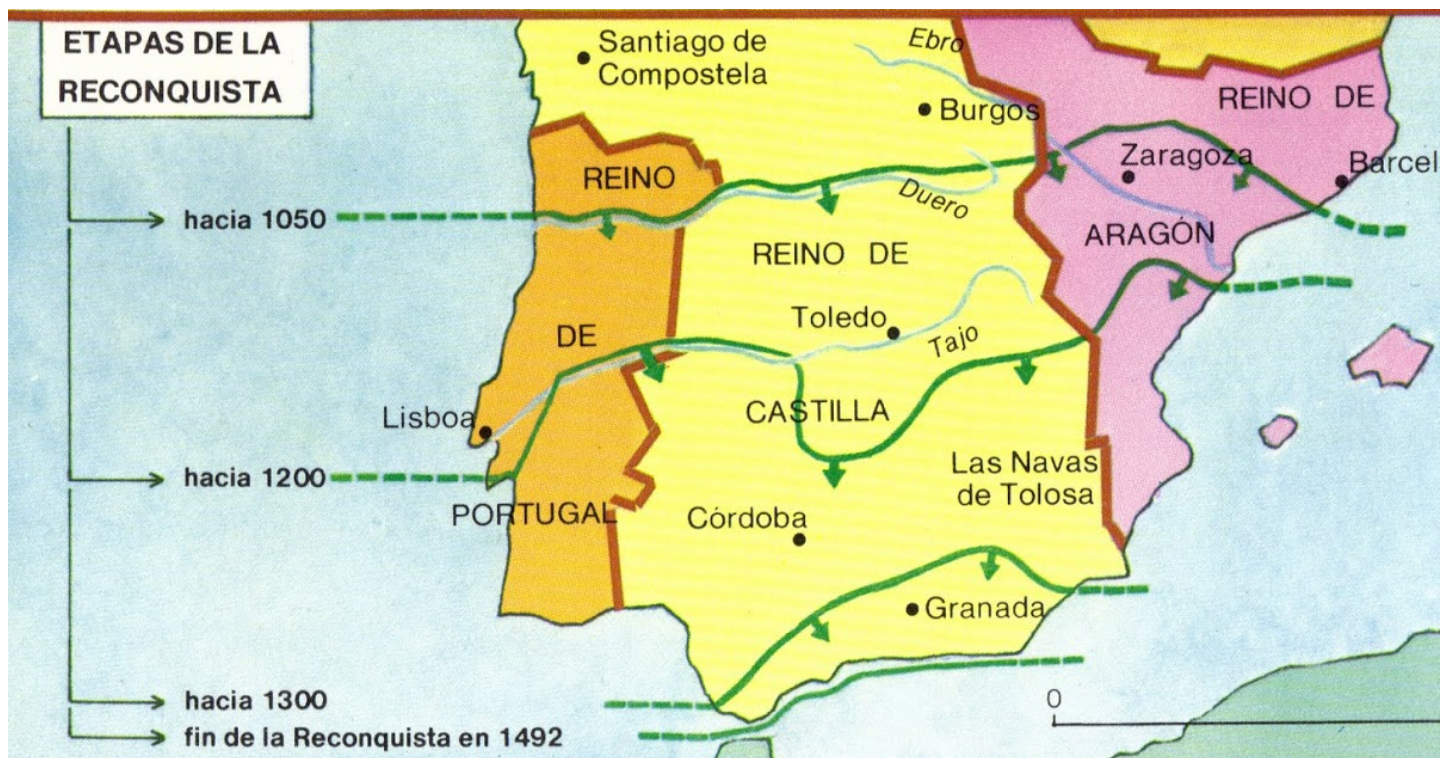 ETAPAS DE LA
RECONQUISTA
Santiago de
Compostela
Ebro
Burgos
REINO DE
Zaragoza
Barcel
REINO
Duero
hacia 1050
ARAGÓN
REINO DE
Toledo
DE
Tajo
Lisboa
CASTILLA
hacia 1200
Las Navas
de Tolosa
PORTUGAL
Córdoba
Granada
hacia 1300
0
fin de la Reconquista en 1492